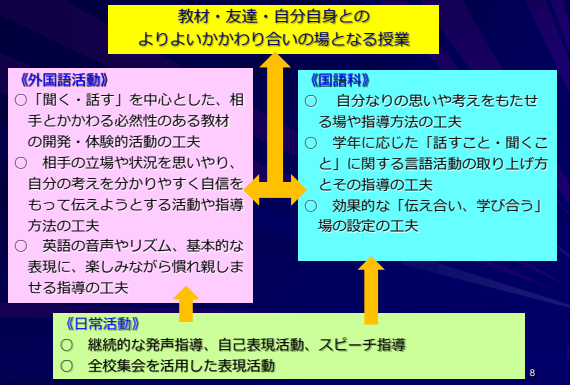 教材・友達・自分自身との
よりよいかかわり合いの場となる授業
《外国語活動》
○「聞く・話す」を中心とした、相
手とかかわる必然性のある教材
の開発・体験的活動の工夫
○ 相手の立場や状況を思いやり、
自分の考えを分かりやすく自信を
もって伝えようとする活動や指導
方法の工夫
○ 英語の音声やリズム、基本的な
表現に、楽しみながら慣れ親しま
せる指導の工夫
《国語科》
○ 自分なりの思いや考えをもたせ
る場や指導方法の工夫
○ 学年に応じた「話すこと・聞くこ
と」に関する言語活動の取り上げ方
とその指導の工夫
○ 効果的な「伝え合い、学び合う」
場の設定の工夫
《日常活動》
○ 継続的な発声指導、自己表現活動、スピーチ指導
○ 全校集会を活用した表現活動
8